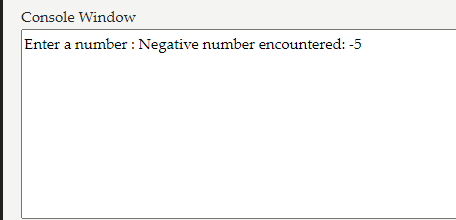 Console Window
Enter a number : Negative number encountered: -5